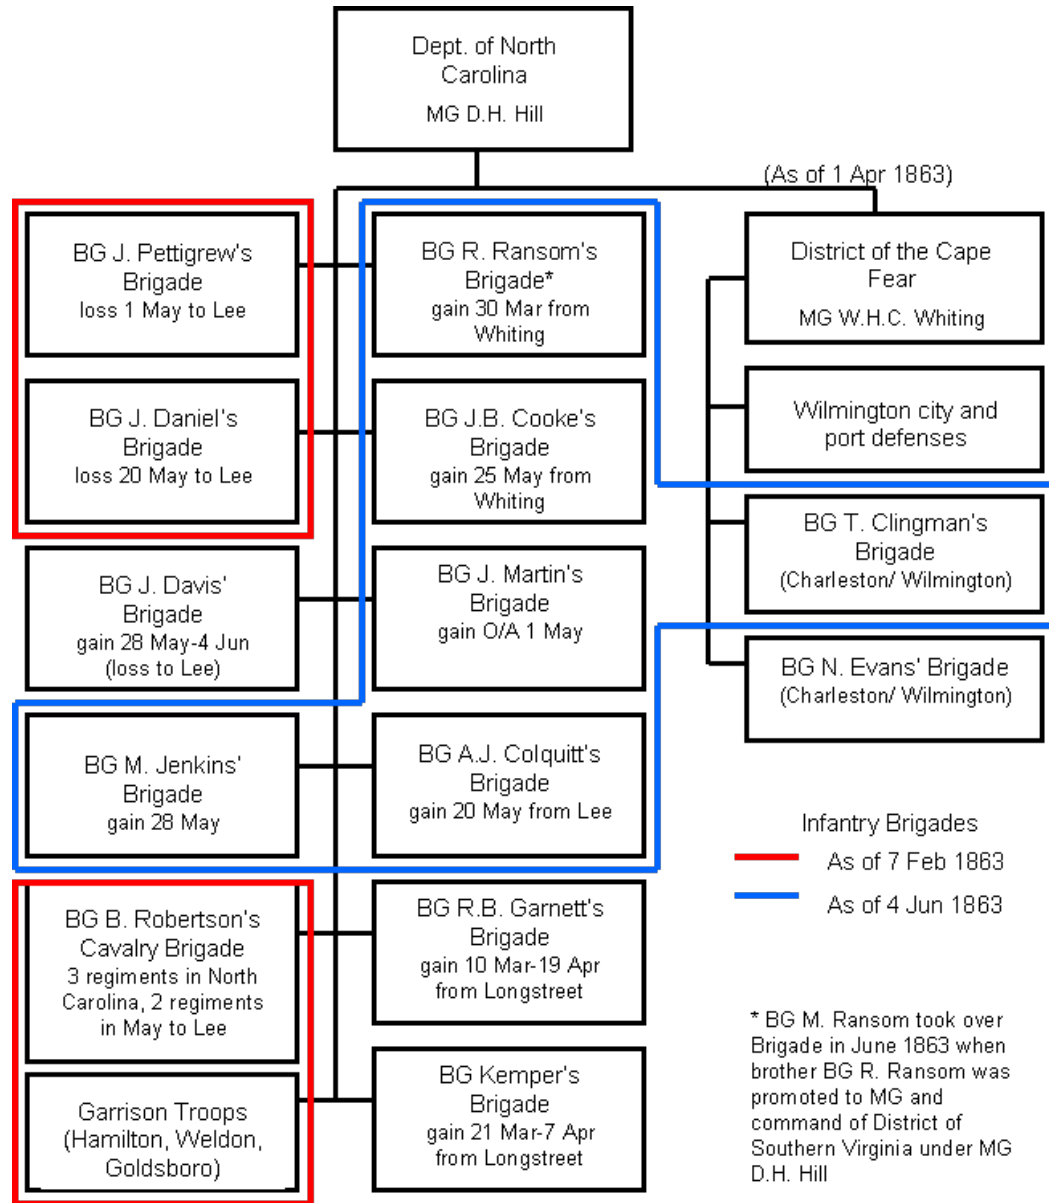 Dept. of North
Carolina
MG D.H. Hill
(As of 1 Apr 1863)
BG J. Pettigrew's
Brigade
loss 1 May to Lee
BG R. Ransom's
Brigade*
gain 30 Mar from
Whiting
District of the Cape
Fear
MG W.H.C. Whiting
BG J. Daniel's
Brigade
loss 20 May to Lee
BG J.B. Cooke's
Brigade
gain 25 May from
Whiting
Wilmington city and
port defenses
BG J. Davis'
Brigade
gain 28 May-4 Jun
(loss to Lee)
BG J. Martin's
Brigade
gain O/A 1 May
BG T. Clingman's
Brigade
(Charleston/ Wilmington)
BG N. Evans' Brigade
(Charleston/ Wilmington)
BG M. Jenkins'
Brigade
gain 28 May
BG A.J. Colquitt's
Brigade
gain 20 May from Lee
Infantry Brigades
As of 7 Feb 1863
As of 4 Jun 1863
BG B. Robertson's
Cavalry Brigade
3 regiments in North
Carolina, 2 regiments
in May to Lee
BG R.B. Garnett's
Brigade
gain 10 Mar-19 Apr
from Longstreet
Garrison Troops
(Hamilton, Weldon,
Goldsboro)
BG Kemper's
Brigade
gain 21 Mar-7 Apr
from Longstreet
* BG M. Ransom took over
Brigade in June 1863 when
brother BG R. Ransom was
promoted to MG and
command of District of
Southern Virginia under MG
D.H. Hill